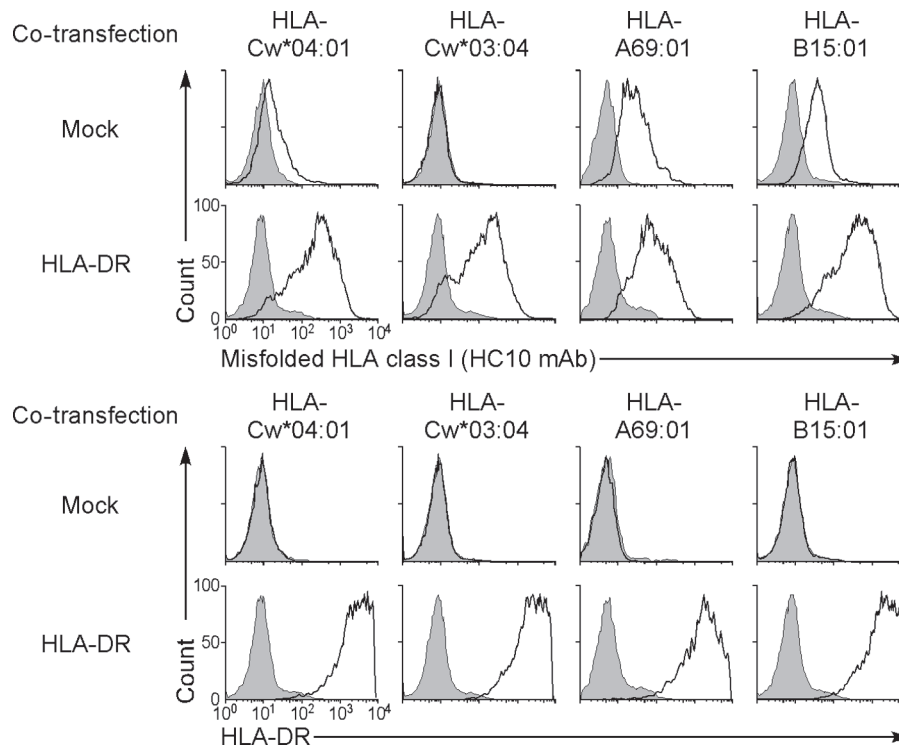 Co-transfection
HLA-
Cw*04:01
HLA-
Cw*03:04
HLA-
A69:01
HLA-
B15:01
Mock
HLA-DR
Count
100
50
0
10⁰ 10¹ 10² 10³ 10⁴
Misfolded HLA class I (HC10 mAb)
Co-transfection
HLA-
Cw*04:01
HLA-
Cw*03:04
HLA-
A69:01
HLA-
B15:01
Mock
HLA-DR
Count
100
50
0
10⁰ 10¹ 10² 10³ 10⁴
HLA-DR